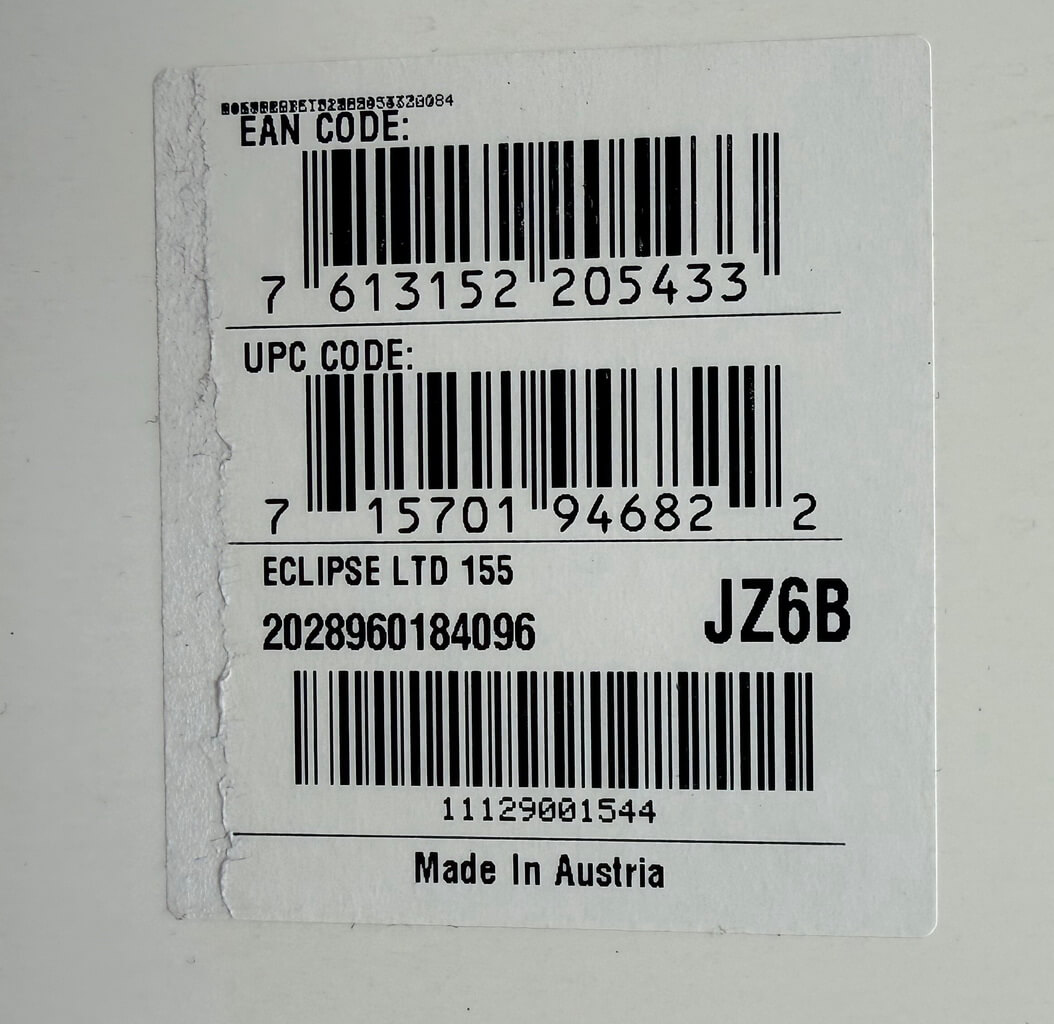 EAN CODE:
7 613152 205433
UPC CODE:
7 15701 94682 2
ECLIPSE LTD 155
2028960184096 JZ6B
11129001544
Made In Austria